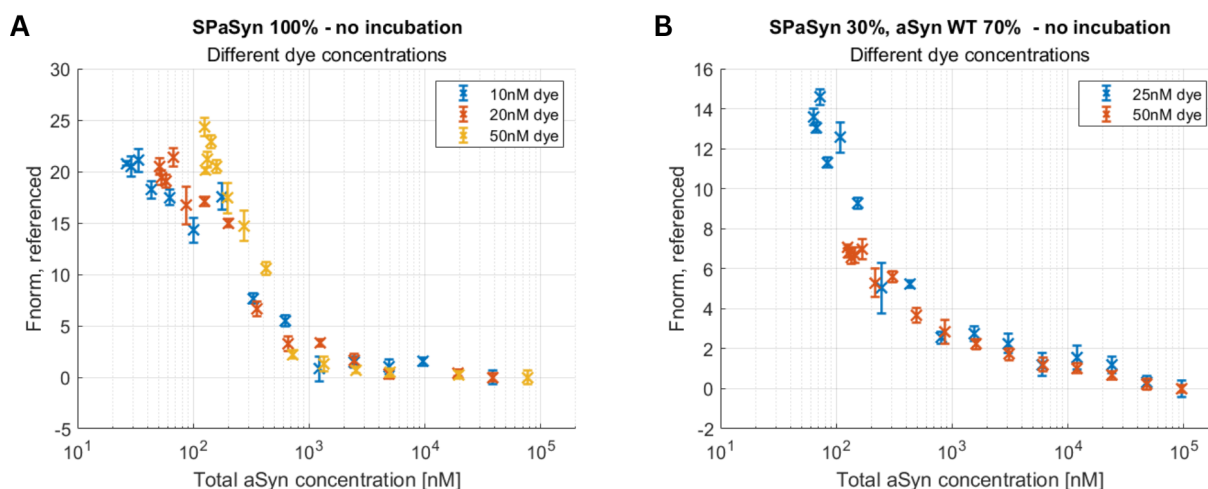 A
SPaSyn 100% - no incubation
Different dye concentrations
30
25
20
15
10
5
0
-5
Fnorm, referenced
10nM dye
20nM dye
50nM dye
10^1
10^2
10^3
10^4
10^5
Total aSyn concentration [nM]
B
SPaSyn 30%, aSyn WT 70% - no incubation
Different dye concentrations
16
14
12
10
8
6
4
2
0
-2
Fnorm, referenced
25nM dye
50nM dye
10^1
10^2
10^3
10^4
10^5
Total aSyn concentration [nM]